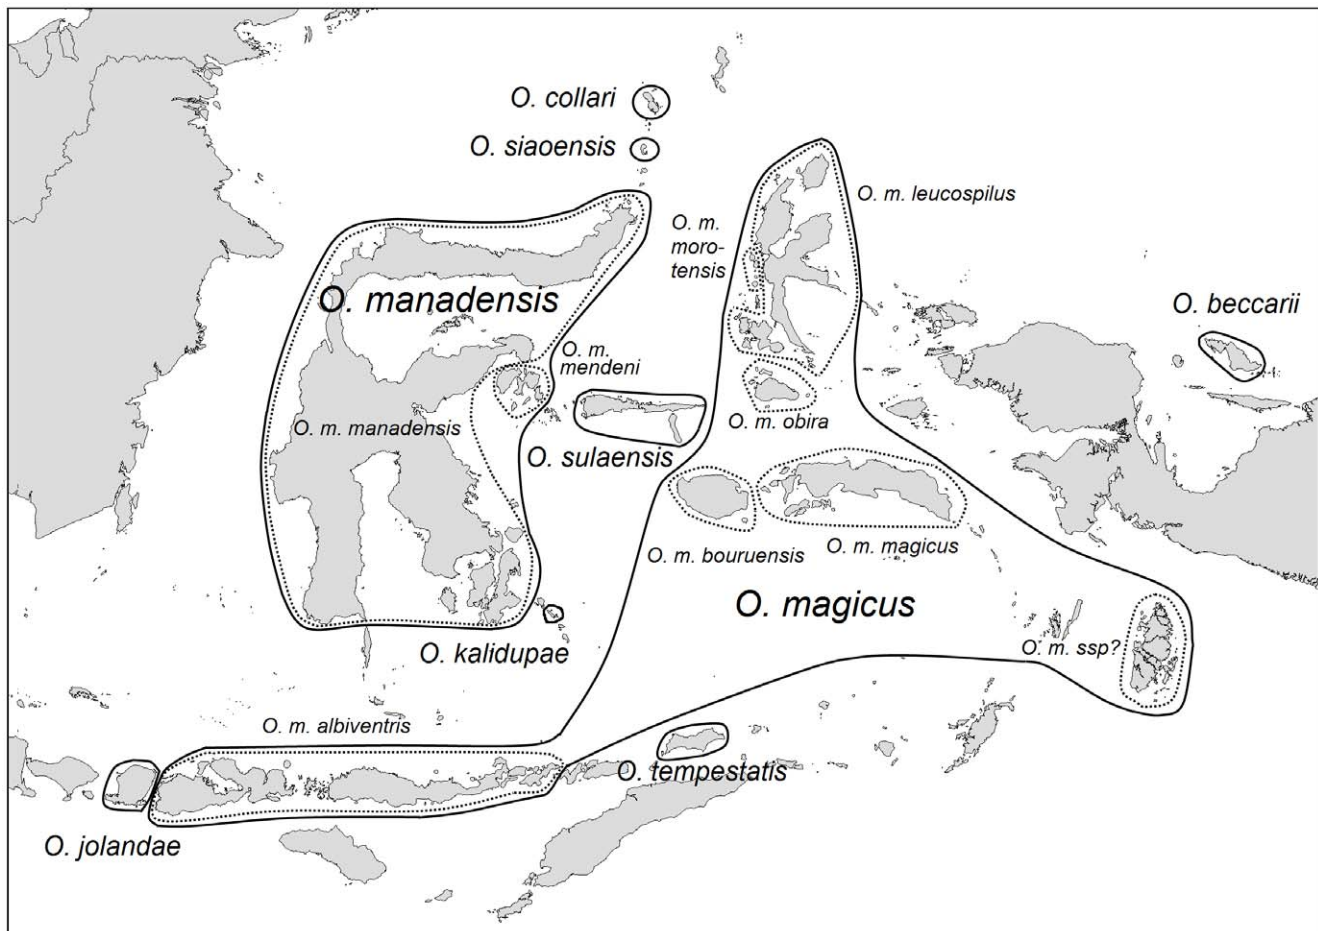 O. collari
O. siaoensis
O. m. leucospilus
O. m.
moro-
tensis
O. manadensis
O. beccarii
O. m.
mendeni
O. m. manadensis
O. m. obira
O. sulaensis
O. m. bouruensis
O. m. magicus
O. magicus
O. kalidupae
O. m. ssp?
O. m. albiventris
O. tempestatis
O. jolandae